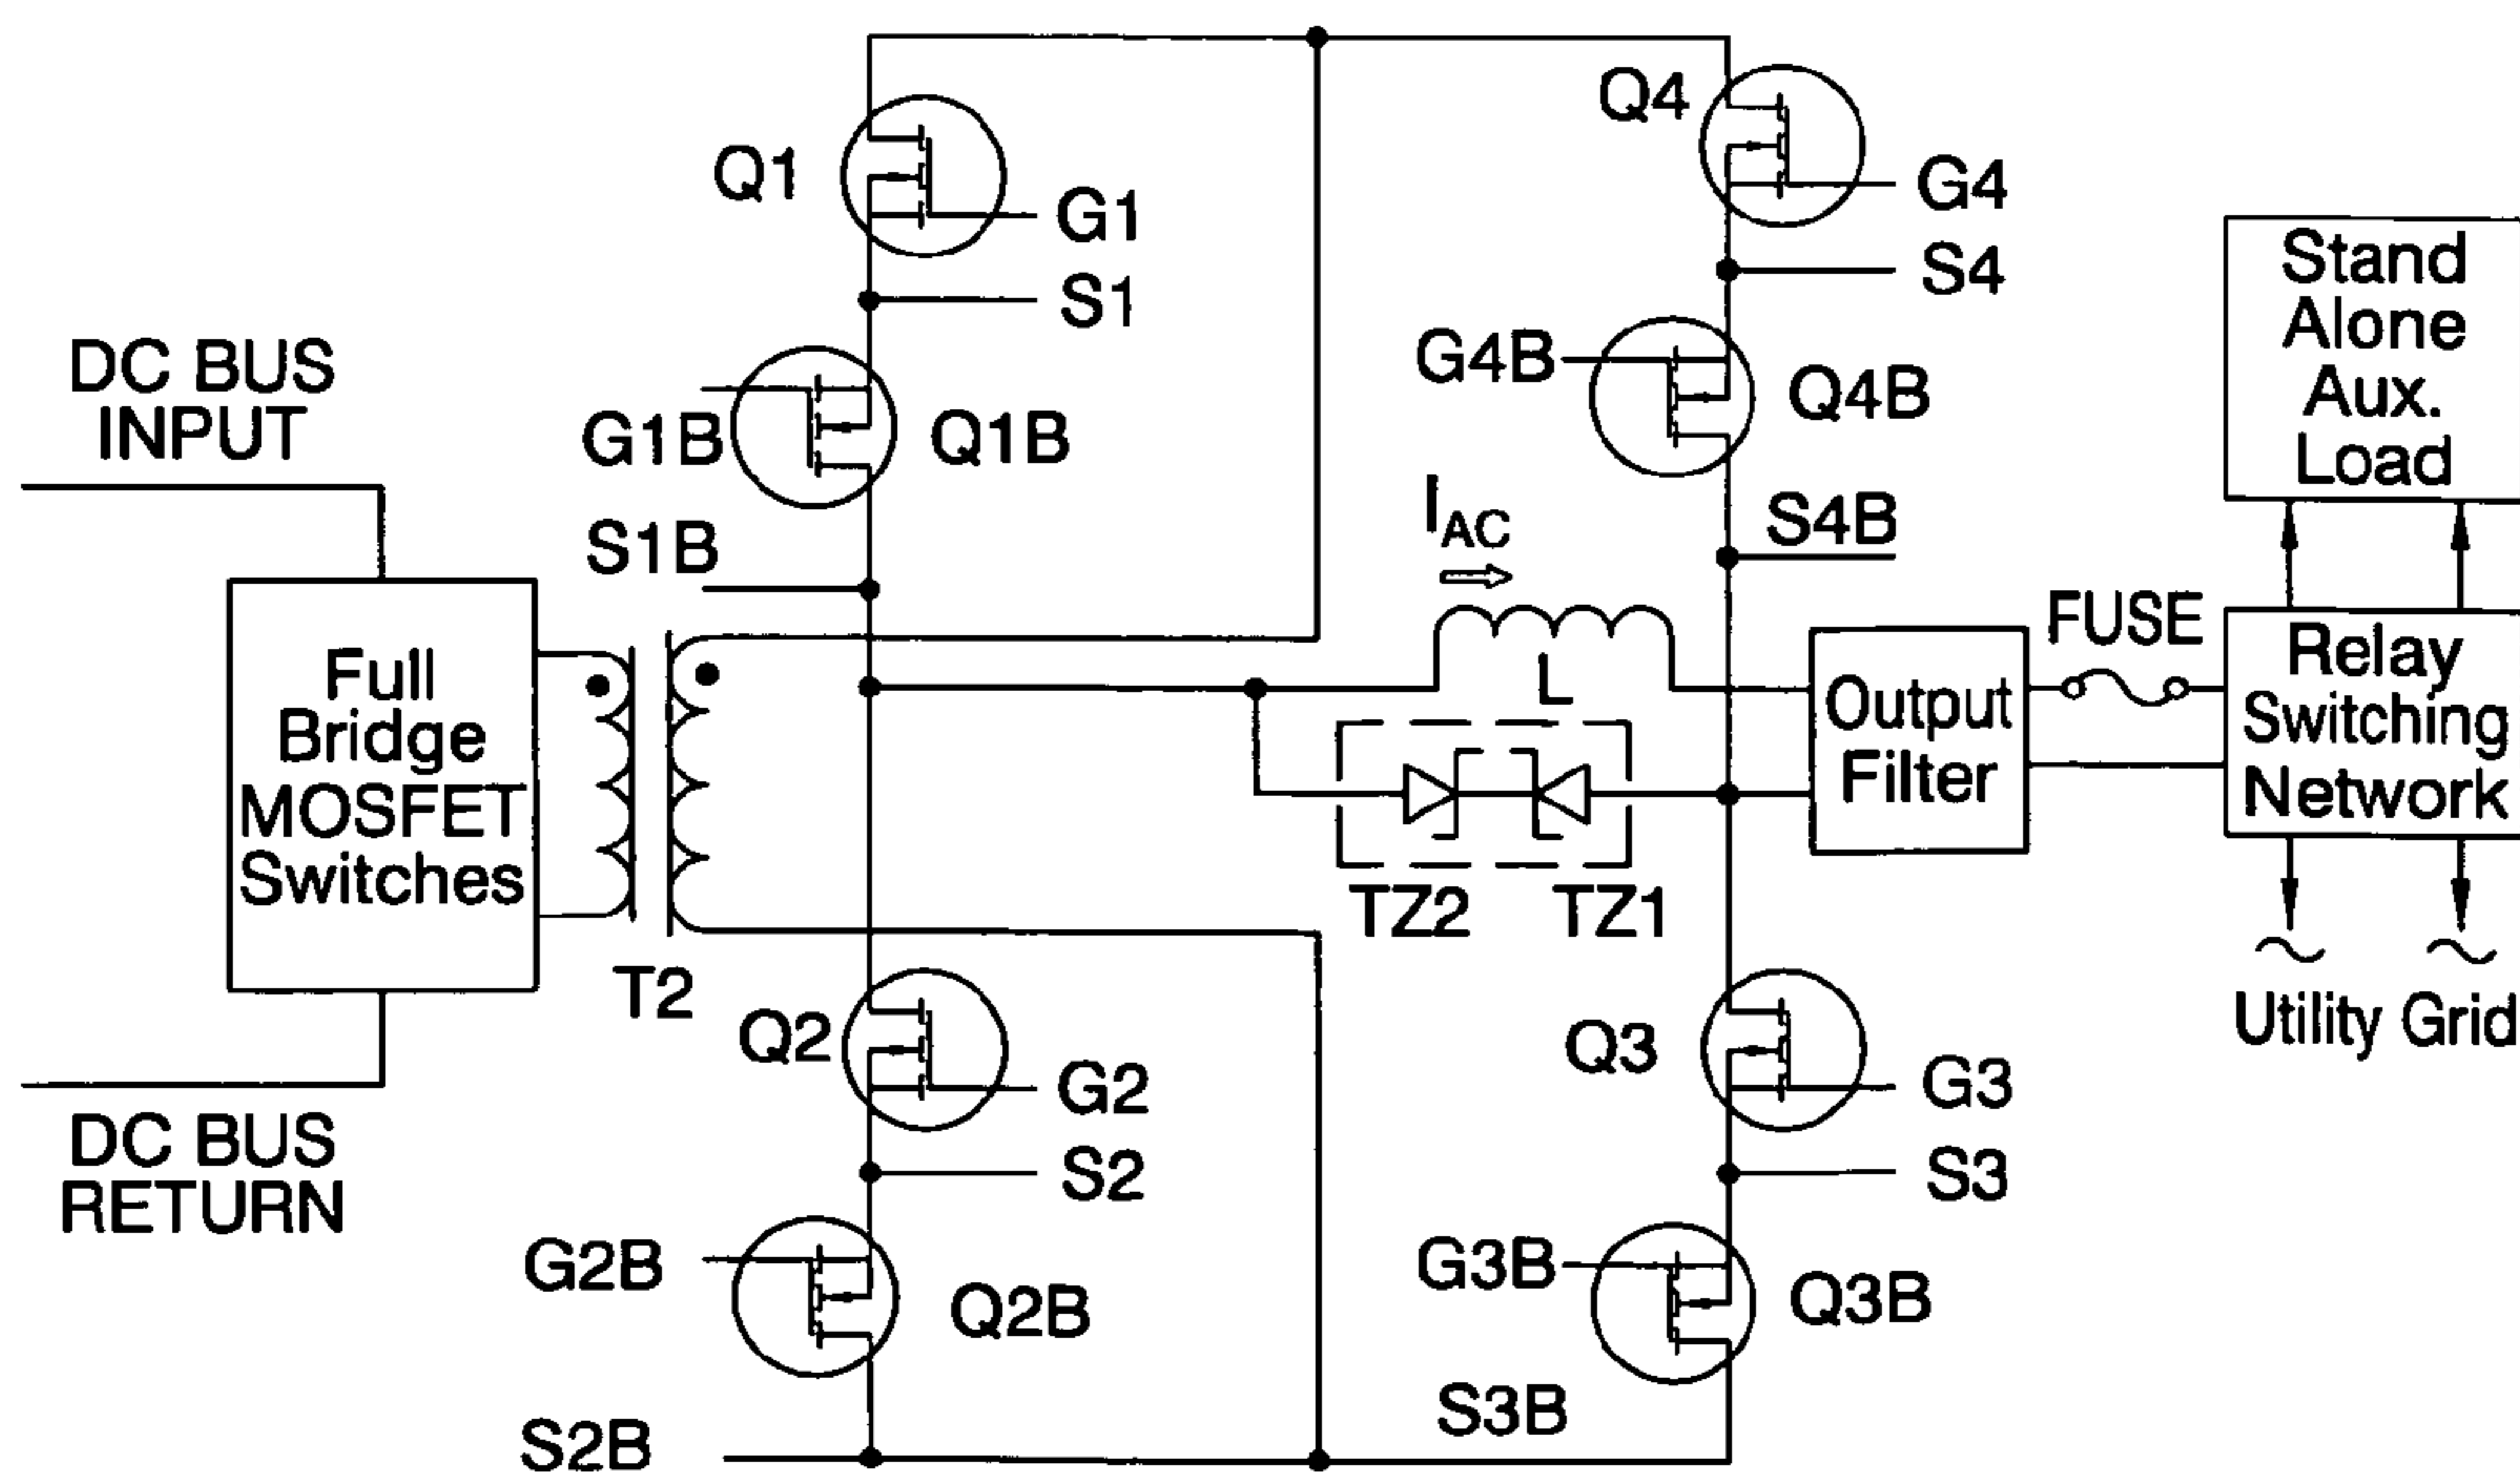 Q1
G1
S1
Q4
G4
S4
DC BUS
INPUT
G1B
Q1B
S1B
G4B
Q4B
S4B
I AC
L
Full
Bridge
MOSFET
Switches
T2
TZ2
TZ1
Output
Filter
FUSE
Stand
Alone
Aux.
Load
Relay
Switching
Network
Utility Grid
DC BUS
RETURN
Q2
G2
S2
G2B
Q2B
S2B
Q3
G3
S3
G3B
Q3B
S3B